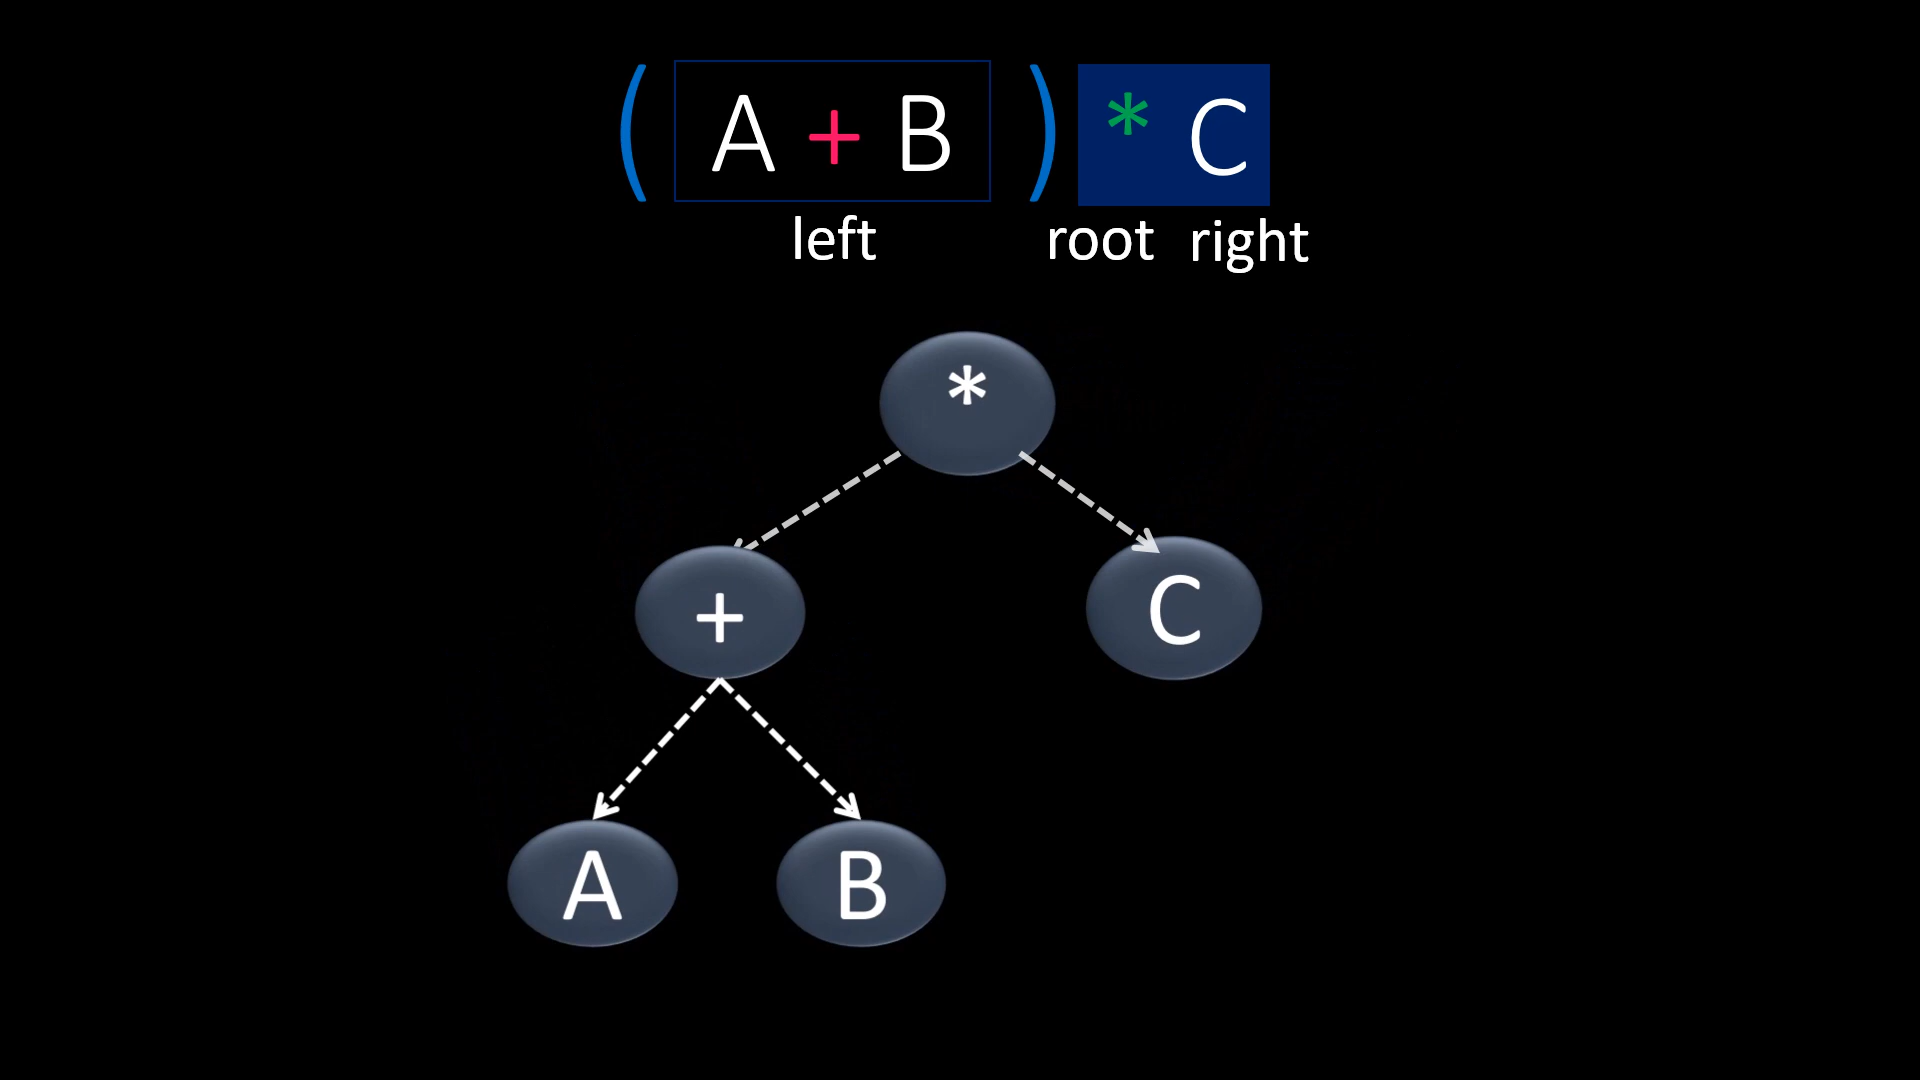 ( A + B ) * C
left root right
*
+ C
A B